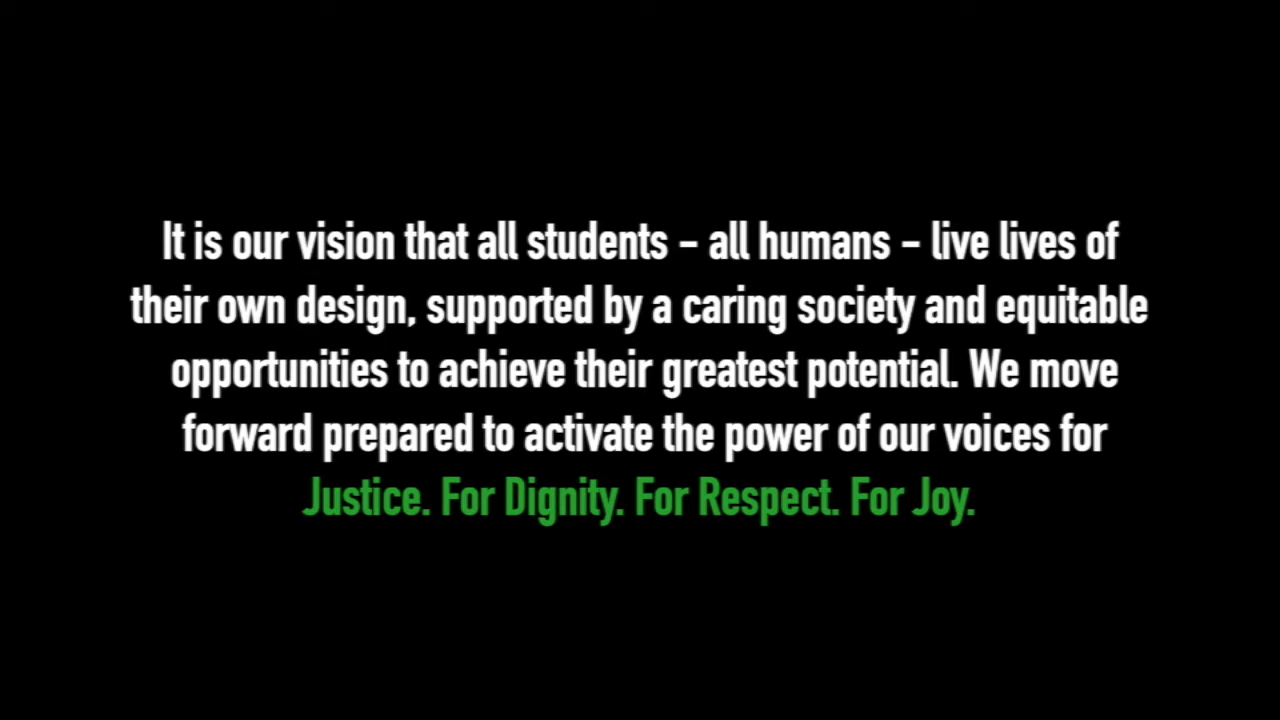 It is our vision that all students – all humans – live lives of
their own design, supported by a caring society and equitable
opportunities to achieve their greatest potential. We move
forward prepared to activate the power of our voices for
Justice. For Dignity. For Respect. For Joy.